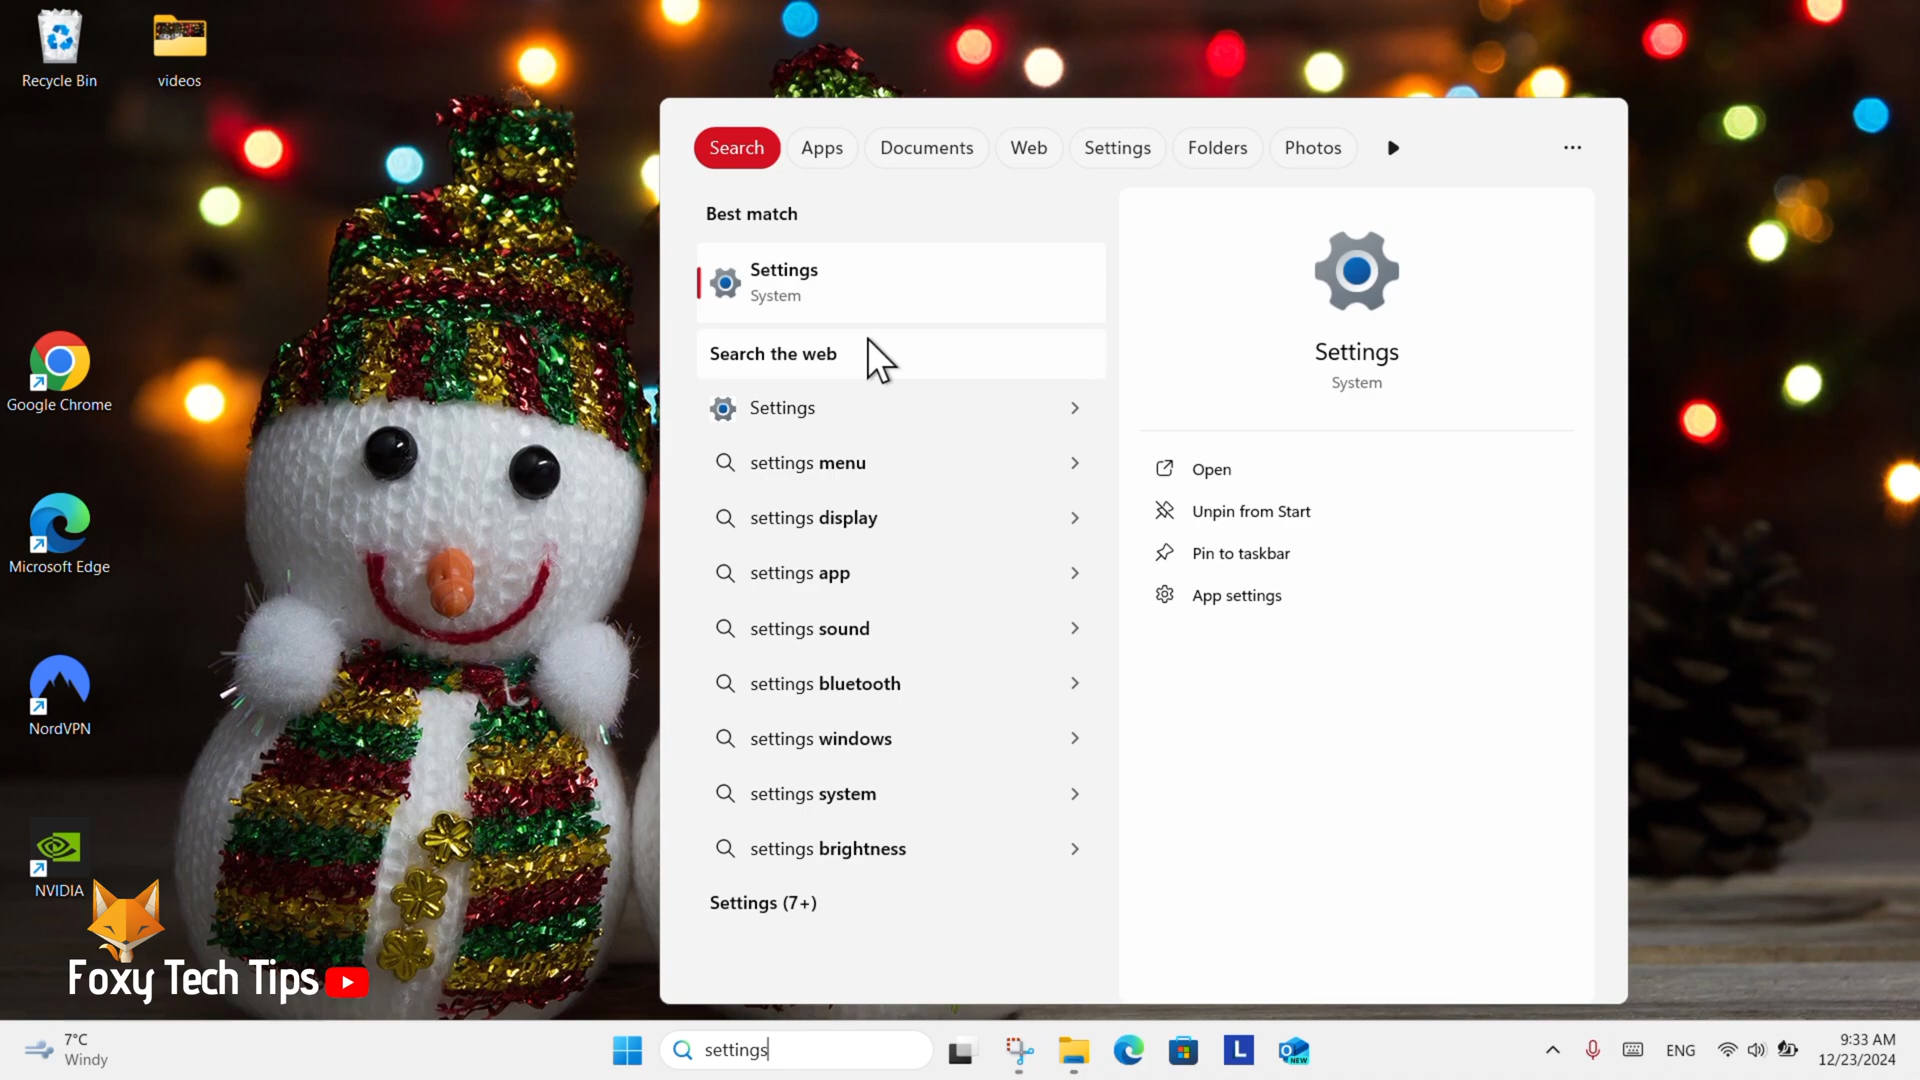 Recycle Bin
videos
Google Chrome
Microsoft Edge
NordVPN
NVIDIA
Foxy Tech Tips
Search
Apps
Documents
Web
Settings
Folders
Photos
Best match
Settings
System
Search the web
Settings
settings menu
settings display
settings app
settings sound
settings bluetooth
settings windows
settings system
settings brightness
Settings (7+)
Settings
System
Open
Unpin from Start
Pin to taskbar
App settings
7°C
Windy
settings
L
NEW
ENG
9:33 AM
12/23/2024